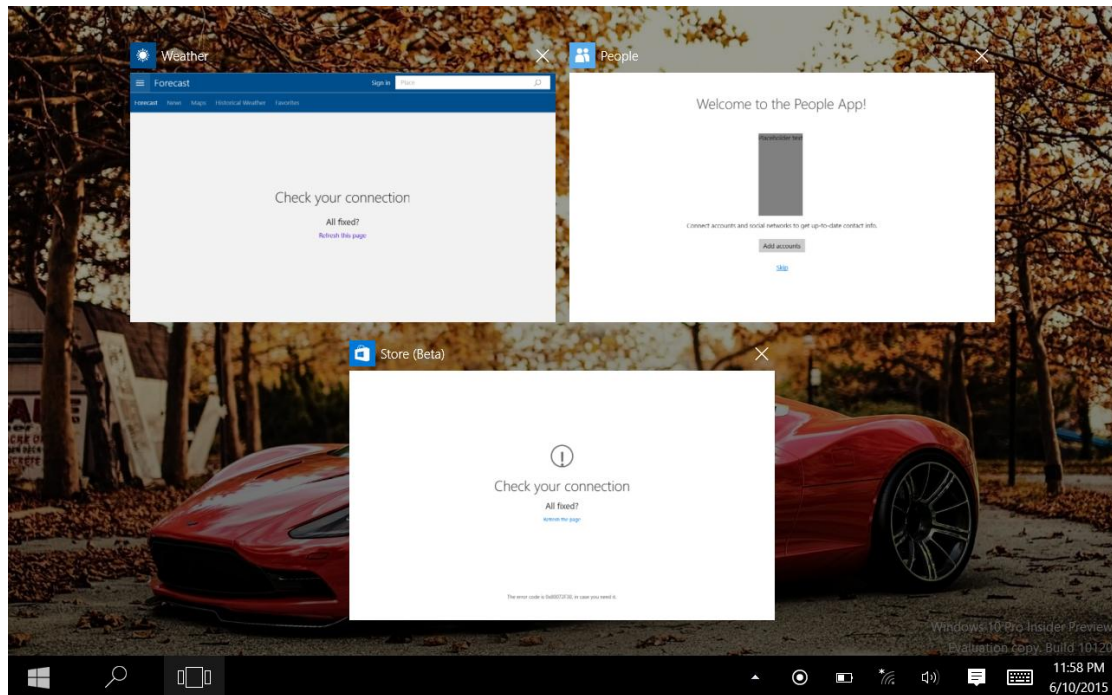 Weather
People
Forecast
Sign in
Place
Forecast News Maps Historical Weather Favorites
Check your connection
All fixed?
Refresh this page
Welcome to the People App!
Placeholder text
Connect accounts and social networks to get up-to-date contact info.
Add accounts
Skip
Store (Beta)
Check your connection
All fixed?
Refresh the page
Windows 10 Pro Insider Preview
Evaluation copy. Build 10120
11:58 PM
6/10/2015